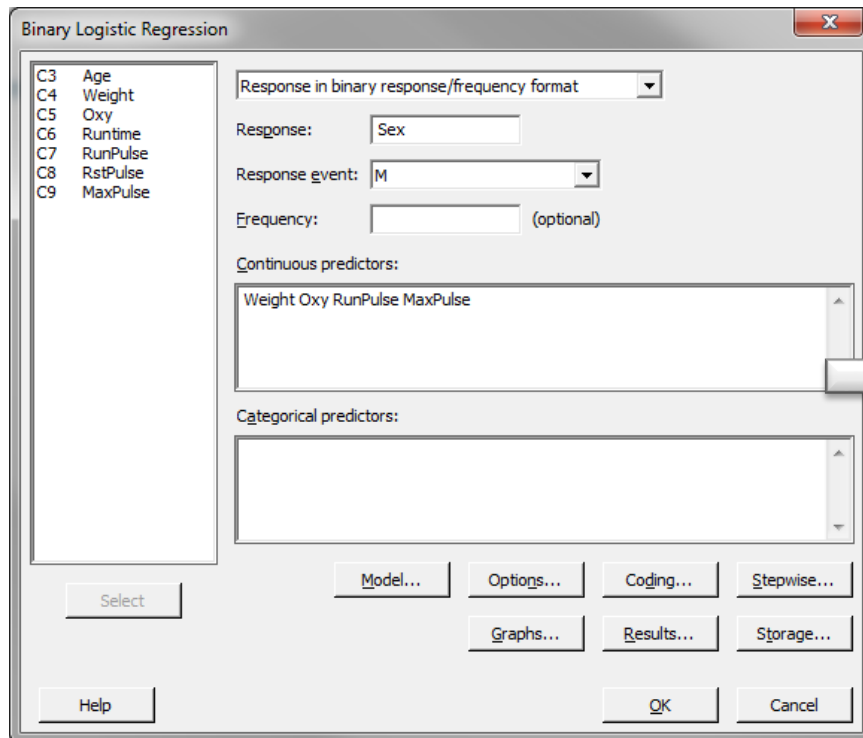 Binary Logistic Regression
x
C3 Age
C4 Weight
C5 Oxy
C6 Runtime
C7 RunPulse
C8 RstPulse
C9 MaxPulse
Response in binary response/frequency format
Response: Sex
Response event: M
Frequency: (optional)
Continuous predictors:
Weight Oxy RunPulse MaxPulse
Categorical predictors:
Model... Options... Coding... Stepwise...
Select
Graphs... Results... Storage...
Help OK Cancel